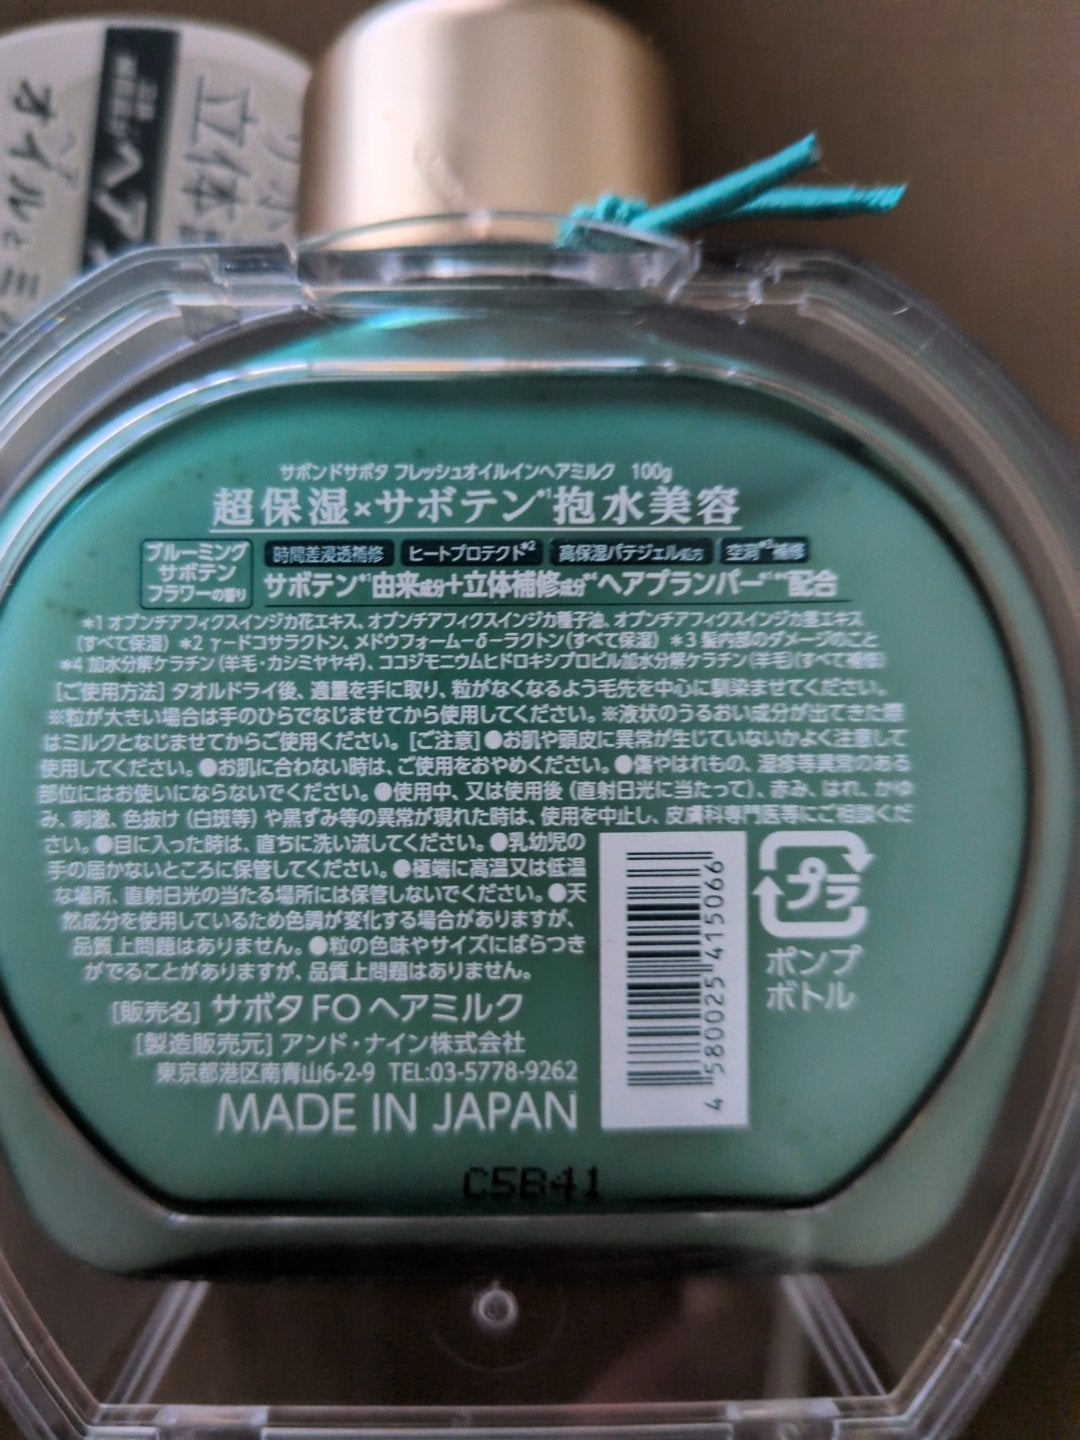 立体
オイルとミ
サボンドサボタ フレッシュオイルインヘアミルク 100g
超保湿×サボテン*1抱水美容
ブルーミング
サボテン
フラワーの香り
時間差浸透補修 ヒートプロテクト*2 高保湿パテジェル配合 空洞*3補修
サボテン*1由来成分+立体補修成分*4ヘアプランパー*1*4配合
*1 オプンチアフィクスインジカ花エキス、オプンチアフィクスインジカ種子油、オプンチアフィクスインジカ茎エキス
(すべて保湿) *2 γ-ドコサラクトン、メドウフォーム-δ-ラクトン(すべて保湿) *3 髪内部のダメージのこと
*4 加水分解ケラチン(羊毛・カシミヤヤギ)、ココジモニウムヒドロキシプロピル加水分解ケラチン(羊毛)(すべて補修)
[ご使用方法] タオルドライ後、適量を手に取り、粒がなくなるよう毛先を中心に馴染ませてください。
※粒が大きい場合は手のひらでなじませてから使用してください。※液状のうるおい成分が出てきた際
はミルクとなじませてからご使用ください。[ご注意]●お肌や頭皮に異常が生じていないかよく注意して
使用してください。●お肌に合わない時は、ご使用をおやめください。●傷やはれもの、湿疹等異常のある
部位にはお使いにならないでください。●使用中、又は使用後(直射日光に当たって)、赤み、はれ、かゆ
み、刺激、色抜け(白斑等)や黒ずみ等の異常が現れた時は、使用を中止し、皮膚科専門医等にご相談くだ
さい。●目に入った時は、直ちに洗い流してください。●乳幼児の
手の届かないところに保管してください。●極端に高温又は低温
な場所、直射日光の当たる場所には保管しないでください。●天
然成分を使用しているため色調が変化する場合がありますが、
品質上問題はありません。●粒の色味やサイズにばらつき
がでることがありますが、品質上問題はありません。
[販売名] サボタ FO ヘアミルク
[製造販売元] アンド・ナイン株式会社
東京都港区南青山6-2-9 TEL:03-5778-9262
MADE IN JAPAN
4 580025 415066
プラ
ポンプ
ボトル
C5B41